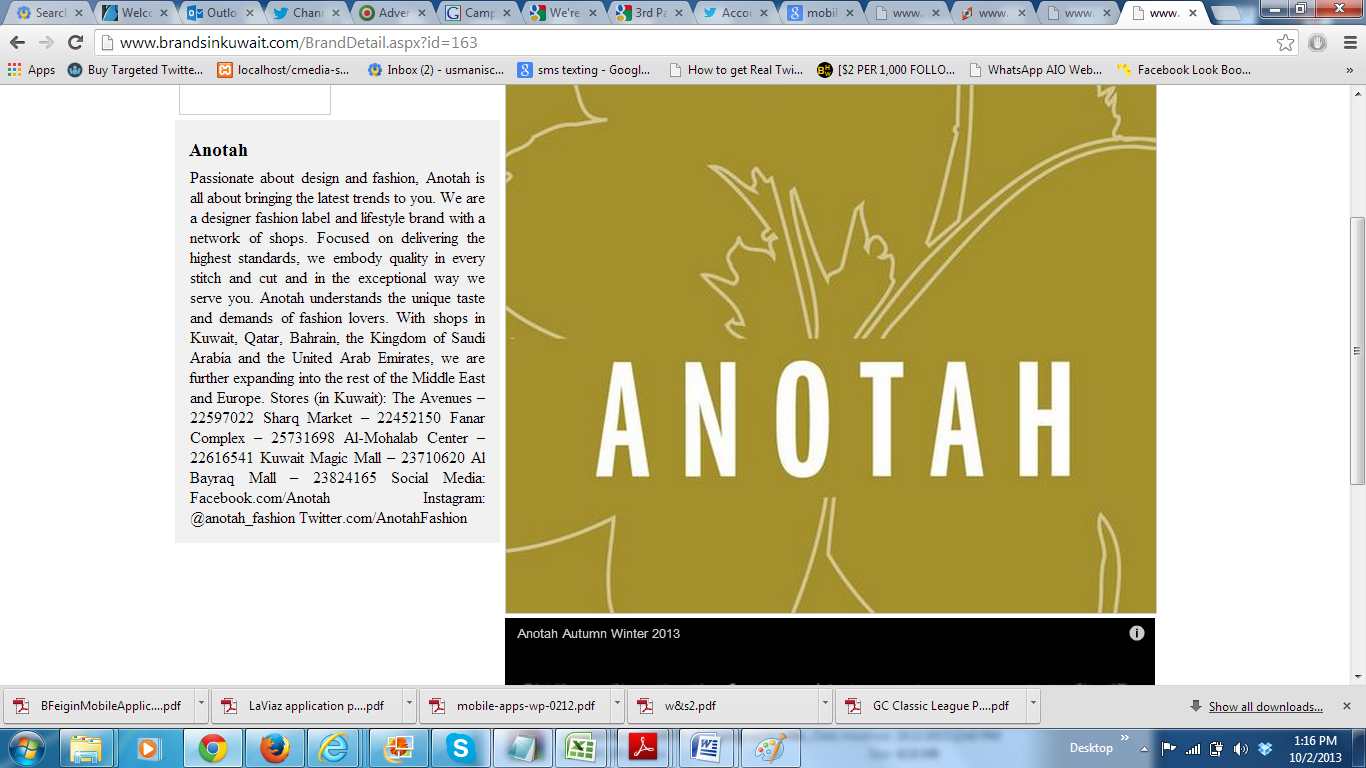 Search
Welc
Outlo
Chann
Adver
Camp
We're
3rd Pa
Accou
mobil
www.
www.
www.
www.
www.brandsinkuwait.com/BrandDetail.aspx?id=163
Apps
Buy Targeted Twitte...
localhost/cmedia-s...
Inbox (2) - usmanisc...
sms texting - Googl...
How to get Real Twi...
[$2 PER 1,000 FOLLO...
WhatsApp AIO Web...
Facebook Look Boo...
»
Anotah
Passionate about design and fashion, Anotah is
all about bringing the latest trends to you. We are
a designer fashion label and lifestyle brand with a
network of shops. Focused on delivering the
highest standards, we embody quality in every
stitch and cut and in the exceptional way we
serve you. Anotah understands the unique taste
and demands of fashion lovers. With shops in
Kuwait, Qatar, Bahrain, the Kingdom of Saudi
Arabia and the United Arab Emirates, we are
further expanding into the rest of the Middle East
and Europe. Stores (in Kuwait): The Avenues –
22597022 Sharq Market – 22452150 Fanar
Complex – 25731698 Al-Mohalab Center –
22616541 Kuwait Magic Mall – 23710620 Al
Bayraq Mall – 23824165 Social Media:
Facebook.com/Anotah Instagram:
@anotah_fashion Twitter.com/AnotahFashion
ANOTAH
Anotah Autumn Winter 2013
BFeiginMobileApplic....pdf
LaViaz application p....pdf
mobile-apps-wp-0212.pdf
w&s2.pdf
GC Classic League P....pdf
Show all downloads...
Desktop
»
1:16 PM
10/2/2013